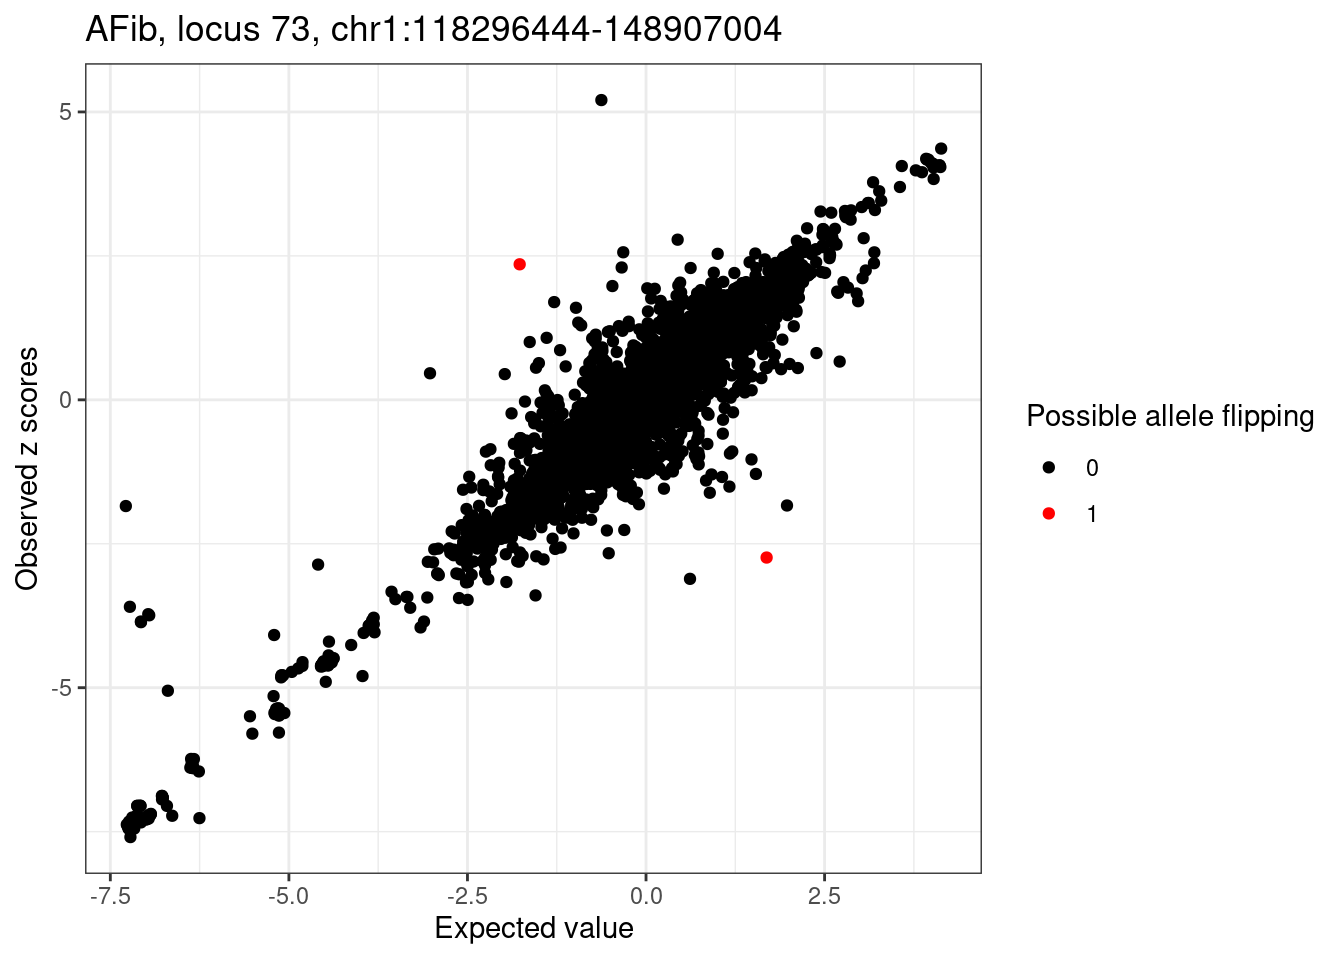 AFib, locus 73, chr1:118296444-148907004
5
0
-5
-7.5
-5.0
-2.5
0.0
2.5
Expected value
Observed z scores
Possible allele flipping
0
1